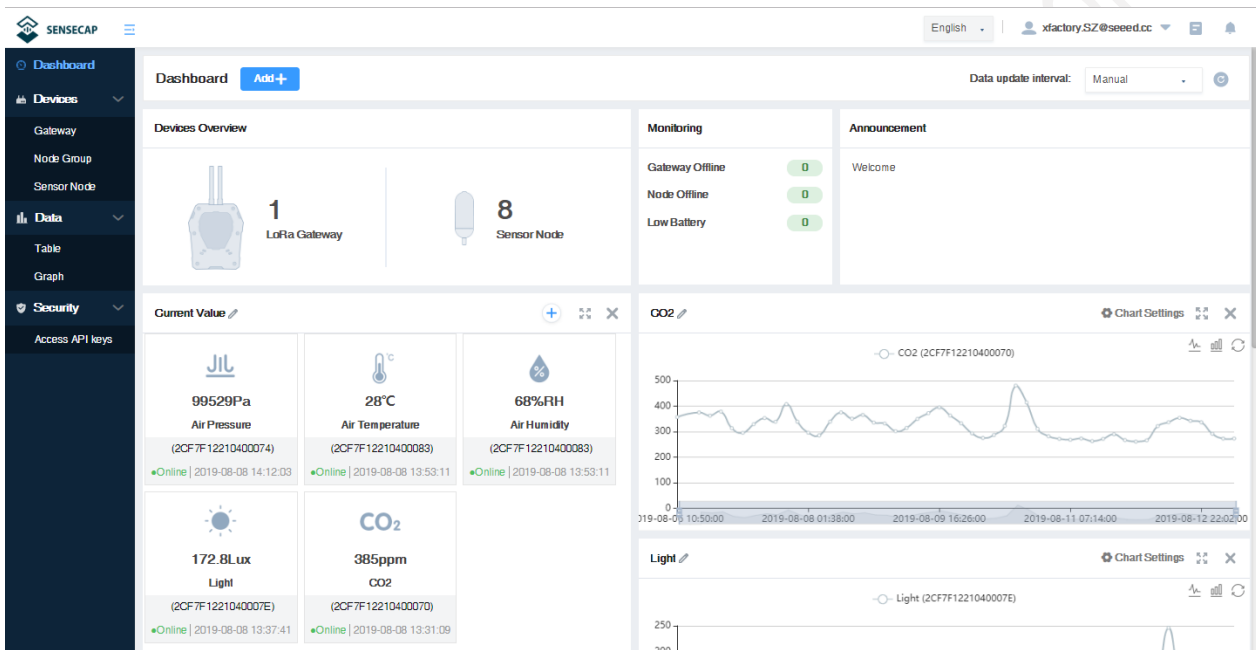 SENSECAP
English
xfactory.SZ@seeed.cc
Dashboard
Devices
Gateway
Node Group
Sensor Node
Data
Table
Graph
Security
Access API keys
Dashboard
Add+
Data update interval:
Manual
Devices Overview
1
LoRa Gateway
8
Sensor Node
Monitoring
Gateway Offline 0
Node Offline 0
Low Battery 0
Announcement
Welcome
Current Value
°C
%
99529Pa
Air Pressure
(2CF7F12210400074)
Online | 2019-08-08 14:12:03
28°C
Air Temperature
(2CF7F12210400083)
Online | 2019-08-08 13:53:11
68%RH
Air Humidity
(2CF7F12210400083)
Online | 2019-08-08 13:53:11
172.8Lux
Light
(2CF7F1221040007E)
Online | 2019-08-08 13:37:41
CO2
385ppm
CO2
(2CF7F12210400070)
Online | 2019-08-08 13:31:09
CO2
Chart Settings
CO2 (2CF7F12210400070)
500
400
300
200
100
0
019-08-06 10:50:00
2019-08-08 01:38:00
2019-08-09 16:26:00
2019-08-11 07:14:00
2019-08-12 22:02:00
Light
Chart Settings
Light (2CF7F1221040007E)
250
200